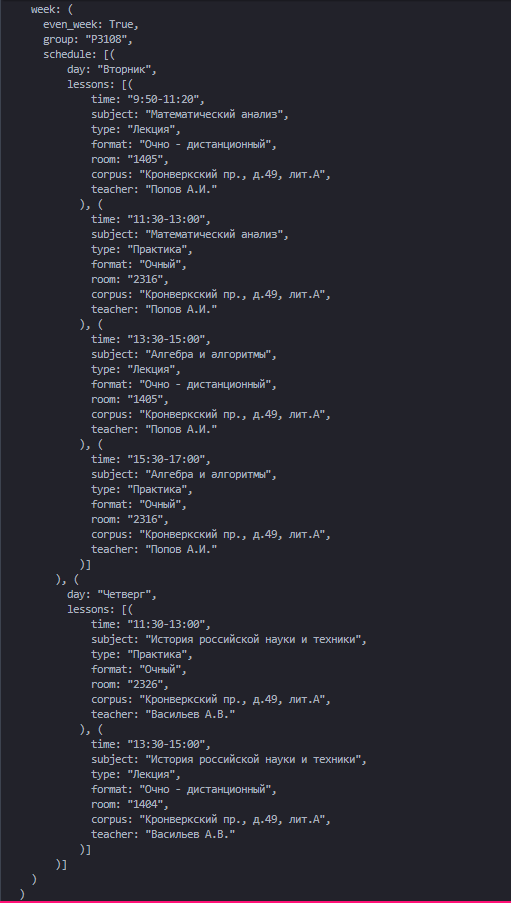 week: (
even_week: True,
group: "P3108",
schedule: [(
day: "Вторник",
lessons: [(
time: "9:50-11:20",
subject: "Математический анализ",
type: "Лекция",
format: "Очно - дистанционный",
room: "1405",
corpus: "Кронверкский пр., д.49, лит.А",
teacher: "Попов А.И."
), (
time: "11:30-13:00",
subject: "Математический анализ",
type: "Практика",
format: "Очный",
room: "2316",
corpus: "Кронверкский пр., д.49, лит.А",
teacher: "Попов А.И."
), (
time: "13:30-15:00",
subject: "Алгебра и алгоритмы",
type: "Лекция",
format: "Очно - дистанционный",
room: "1405",
corpus: "Кронверкский пр., д.49, лит.А",
teacher: "Попов А.И."
), (
time: "15:30-17:00",
subject: "Алгебра и алгоритмы",
type: "Практика",
format: "Очный",
room: "2316",
corpus: "Кронверкский пр., д.49, лит.А",
teacher: "Попов А.И."
)]
), (
day: "Четверг",
lessons: [(
time: "11:30-13:00",
subject: "История российской науки и техники",
type: "Практика",
format: "Очный",
room: "2326",
corpus: "Кронверкский пр., д.49, лит.А",
teacher: "Васильев А.В."
), (
time: "13:30-15:00",
subject: "История российской науки и техники",
type: "Лекция",
format: "Очно - дистанционный",
room: "1404",
corpus: "Кронверкский пр., д.49, лит.А",
teacher: "Васильев А.В."
)]
)]
)
)